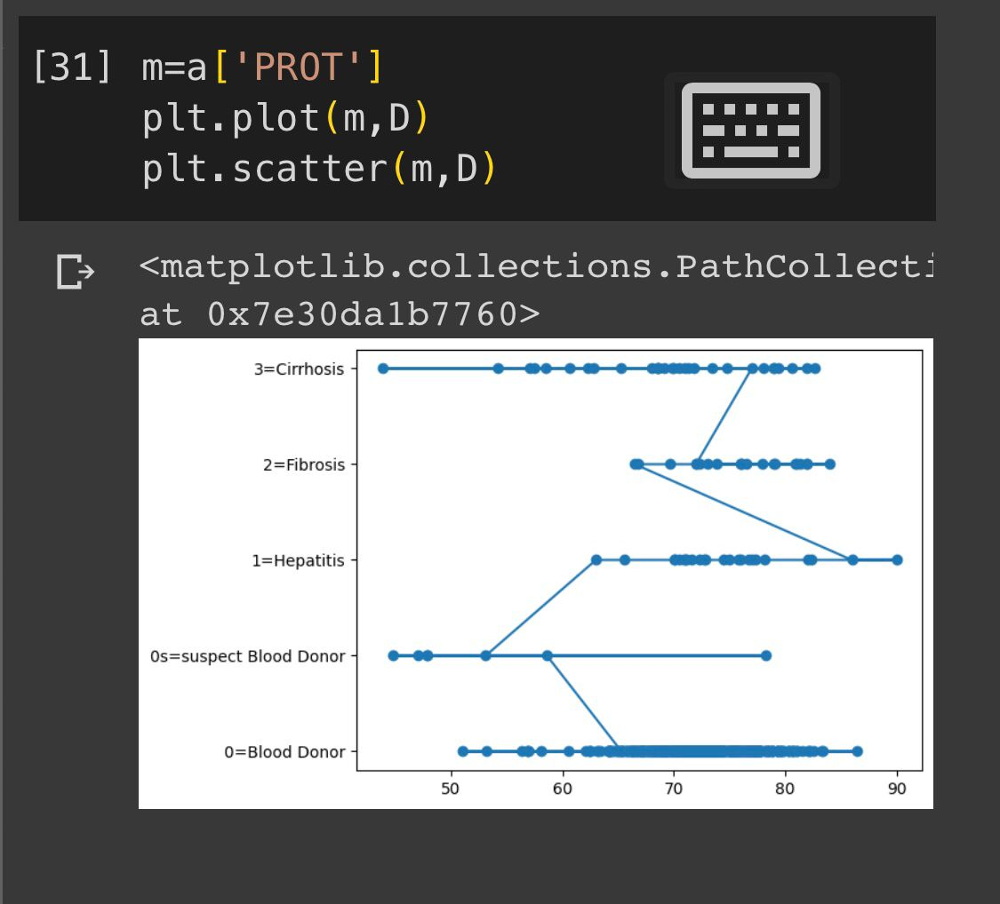 [31] m=a['PROT']
plt.plot(m,D)
plt.scatter(m,D)
<matplotlib.collections.PathCollecti
at 0x7e30da1b7760>
3=Cirrhosis
2=Fibrosis
1=Hepatitis
0s=suspect Blood Donor
0=Blood Donor
50 60 70 80 90